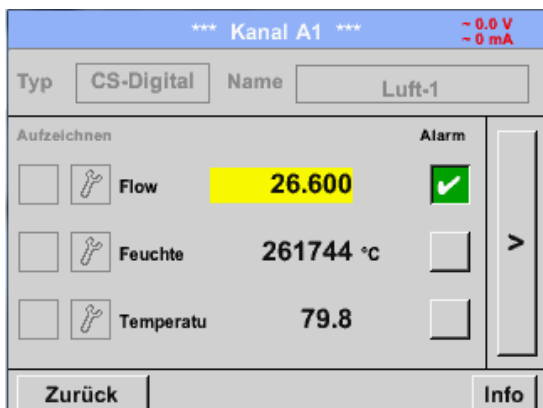 *** Kanal A1 ***
~ 0.0 V
~ 0 mA
Typ CS-Digital Name Luft-1
Aufzeichnen Alarm
Flow 26.600
Feuchte 261744 °C
Temperatu 79.8
>
Zurück Info